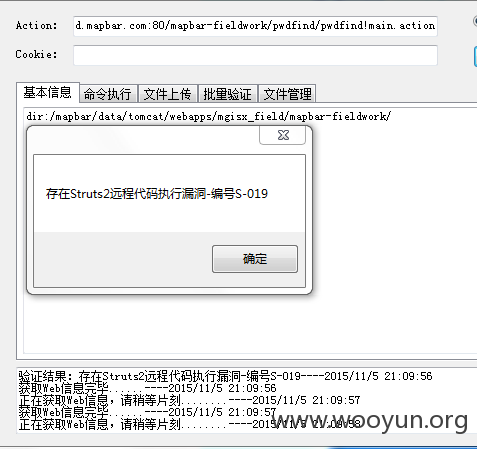 Action: d.mapbar.com:80/mapbar-fieldwork/pwdfind/pwdfind!main.action
Cookie:
基本信息 命令执行 文件上传 批量验证 文件管理
dir:/mapbar/data/tomcat/webapps/mgisx_field/mapbar-fieldwork/
存在Struts2远程代码执行漏洞-编号S-019
确定
验证结果: 存在Struts2远程代码执行漏洞-编号S-019----2015/11/5 21:09:56
获取Web信息完毕......----2015/11/5 21:09:56
正在获取Web信息,请稍等片刻........----2015/11/5 21:09:57
获取Web信息完毕......----2015/11/5 21:09:57
正在获取Web信息,请稍等片刻........----2015/11/5 21:09:58
www.wooyun.org